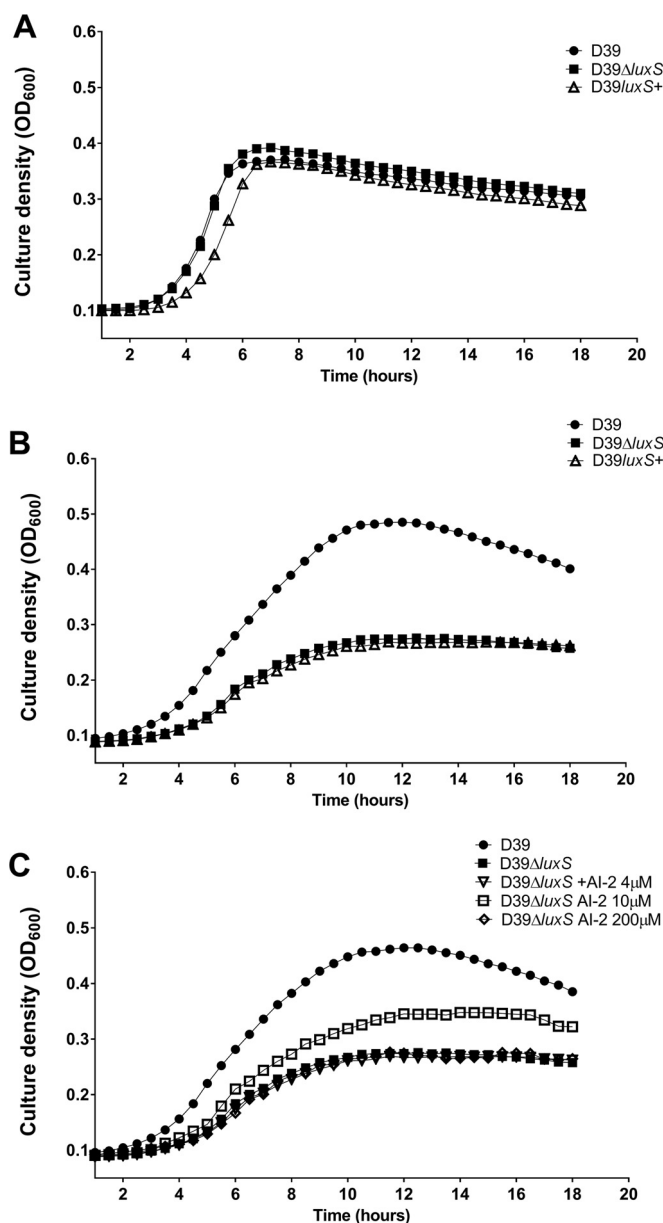 A
D39
D39ΔluxS
D39luxS+
Culture density (OD600)
0.6
0.5
0.4
0.3
0.2
0.1
2 4 6 8 10 12 14 16 18 20
Time (hours)
B
D39
D39ΔluxS
D39luxS+
Culture density (OD600)
0.6
0.5
0.4
0.3
0.2
0.1
2 4 6 8 10 12 14 16 18 20
Time (hours)
C
D39
D39ΔluxS
D39ΔluxS +AI-2 4μM
D39ΔluxS AI-2 10μM
D39ΔluxS AI-2 200μM
Culture density (OD600)
0.6
0.5
0.4
0.3
0.2
0.1
2 4 6 8 10 12 14 16 18 20
Time (hours)